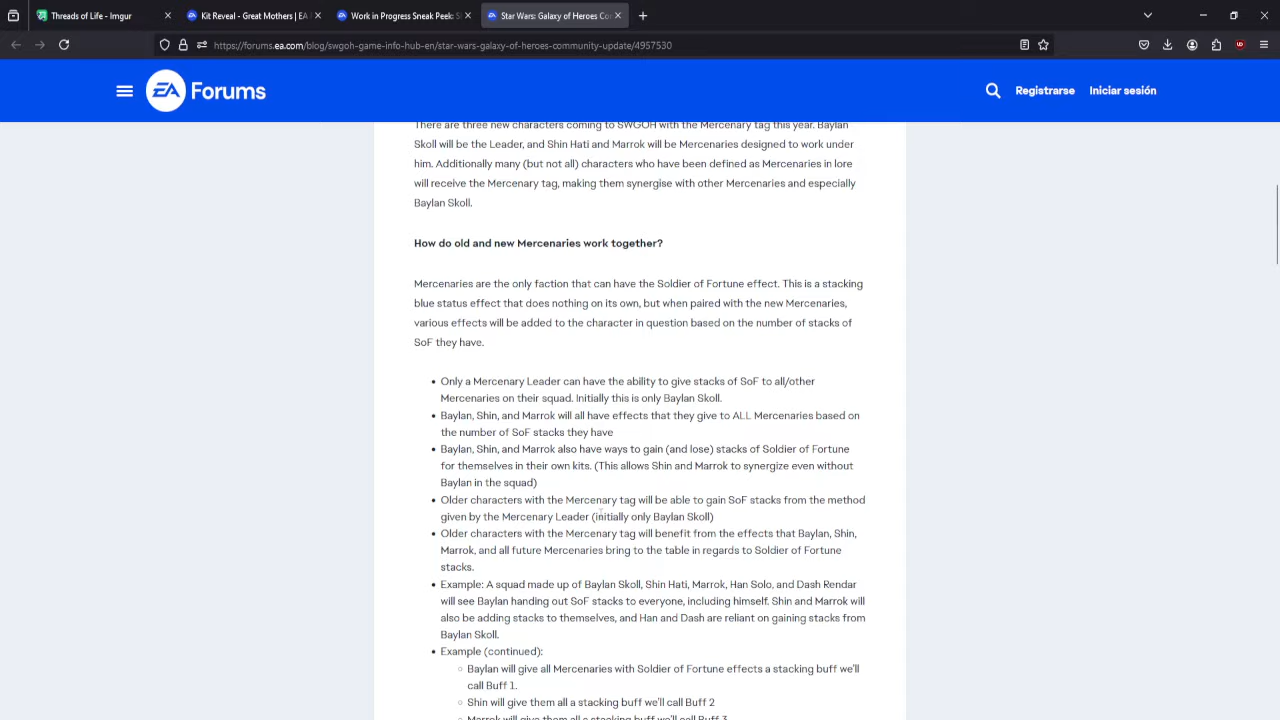 Threads of Life - Imgur
Kit Reveal - Great Mothers | EA
Work in Progress Sneak Peek:
Star Wars: Galaxy of Heroes Co
https://forums.ea.com/blog/swgoh-game-info-hub-en/star-wars-galaxy-of-heroes-community-update/4957530
EA Forums
Registrarse
Iniciar sesión
There are three new characters coming to SWGOH with the Mercenary tag this year. Baylan
Skoll will be the Leader, and Shin Hati and Marrok will be Mercenaries designed to work under
him. Additionally many (but not all) characters who have been defined as Mercenaries in lore
will receive the Mercenary tag, making them synergise with other Mercenaries and especially
Baylan Skoll.
How do old and new Mercenaries work together?
Mercenaries are the only faction that can have the Soldier of Fortune effect. This is a stacking
blue status effect that does nothing on its own, but when paired with the new Mercenaries,
various effects will be added to the character in question based on the number of stacks of
SoF they have.
• Only a Mercenary Leader can have the ability to give stacks of SoF to all/other
Mercenaries on their squad. Initially this is only Baylan Skoll.
• Baylan, Shin, and Marrok will all have effects that they give to ALL Mercenaries based on
the number of SoF stacks they have
• Baylan, Shin, and Marrok also have ways to gain (and lose) stacks of Soldier of Fortune
for themselves in their own kits. (This allows Shin and Marrok to synergize even without
Baylan in the squad)
• Older characters with the Mercenary tag will be able to gain SoF stacks from the method
given by the Mercenary Leader (initially only Baylan Skoll)
• Older characters with the Mercenary tag will benefit from the effects that Baylan, Shin,
Marrok, and all future Mercenaries bring to the table in regards to Soldier of Fortune
stacks.
• Example: A squad made up of Baylan Skoll, Shin Hati, Marrok, Han Solo, and Dash Rendar
will see Baylan handing out SoF stacks to everyone, including himself. Shin and Marrok will
also be adding stacks to themselves, and Han and Dash are reliant on gaining stacks from
Baylan Skoll.
• Example (continued):
○ Baylan will give all Mercenaries with Soldier of Fortune effects a stacking buff we'll
call Buff 1.
○ Shin will give them all a stacking buff we'll call Buff 2
Marrok will give them all a stacking buff we'll call Buff 3